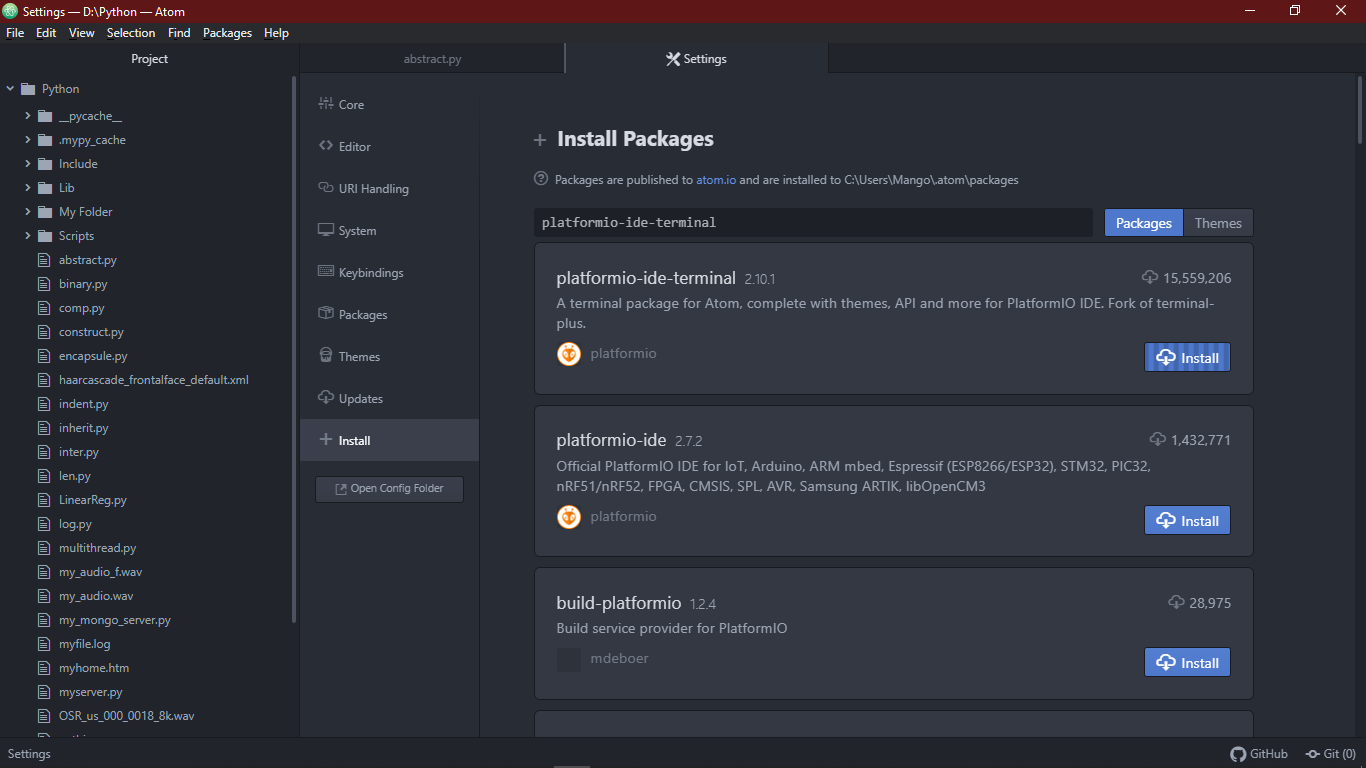 Settings — D:\Python — Atom
File Edit View Selection Find Packages Help
Project
abstract.py
Settings
Python
__pycache__
.mypy_cache
Include
Lib
My Folder
Scripts
abstract.py
binary.py
comp.py
construct.py
encapsule.py
haarcascade_frontalface_default.xml
indent.py
inherit.py
inter.py
len.py
LinearReg.py
log.py
multithread.py
my_audio_f.wav
my_audio.wav
my_mongo_server.py
myfile.log
myhome.htm
myserver.py
OSR_us_000_0018_8k.wav
Core
Editor
URI Handling
System
Keybindings
Packages
Themes
Updates
Install
Open Config Folder
Install Packages
Packages are published to atom.io and are installed to C:\Users\Mango\.atom\packages
platformio-ide-terminal
Packages Themes
platformio-ide-terminal 2.10.1 15,559,206
A terminal package for Atom, complete with themes, API and more for PlatformIO IDE. Fork of terminal-
plus.
platformio
Install
platformio-ide 2.7.2 1,432,771
Official PlatformIO IDE for IoT, Arduino, ARM mbed, Espressif (ESP8266/ESP32), STM32, PIC32,
nRF51/nRF52, FPGA, CMSIS, SPL, AVR, Samsung ARTIK, libOpenCM3
platformio
Install
build-platformio 1.2.4 28,975
Build service provider for PlatformIO
mdeboer
Install
Settings
GitHub Git (0)